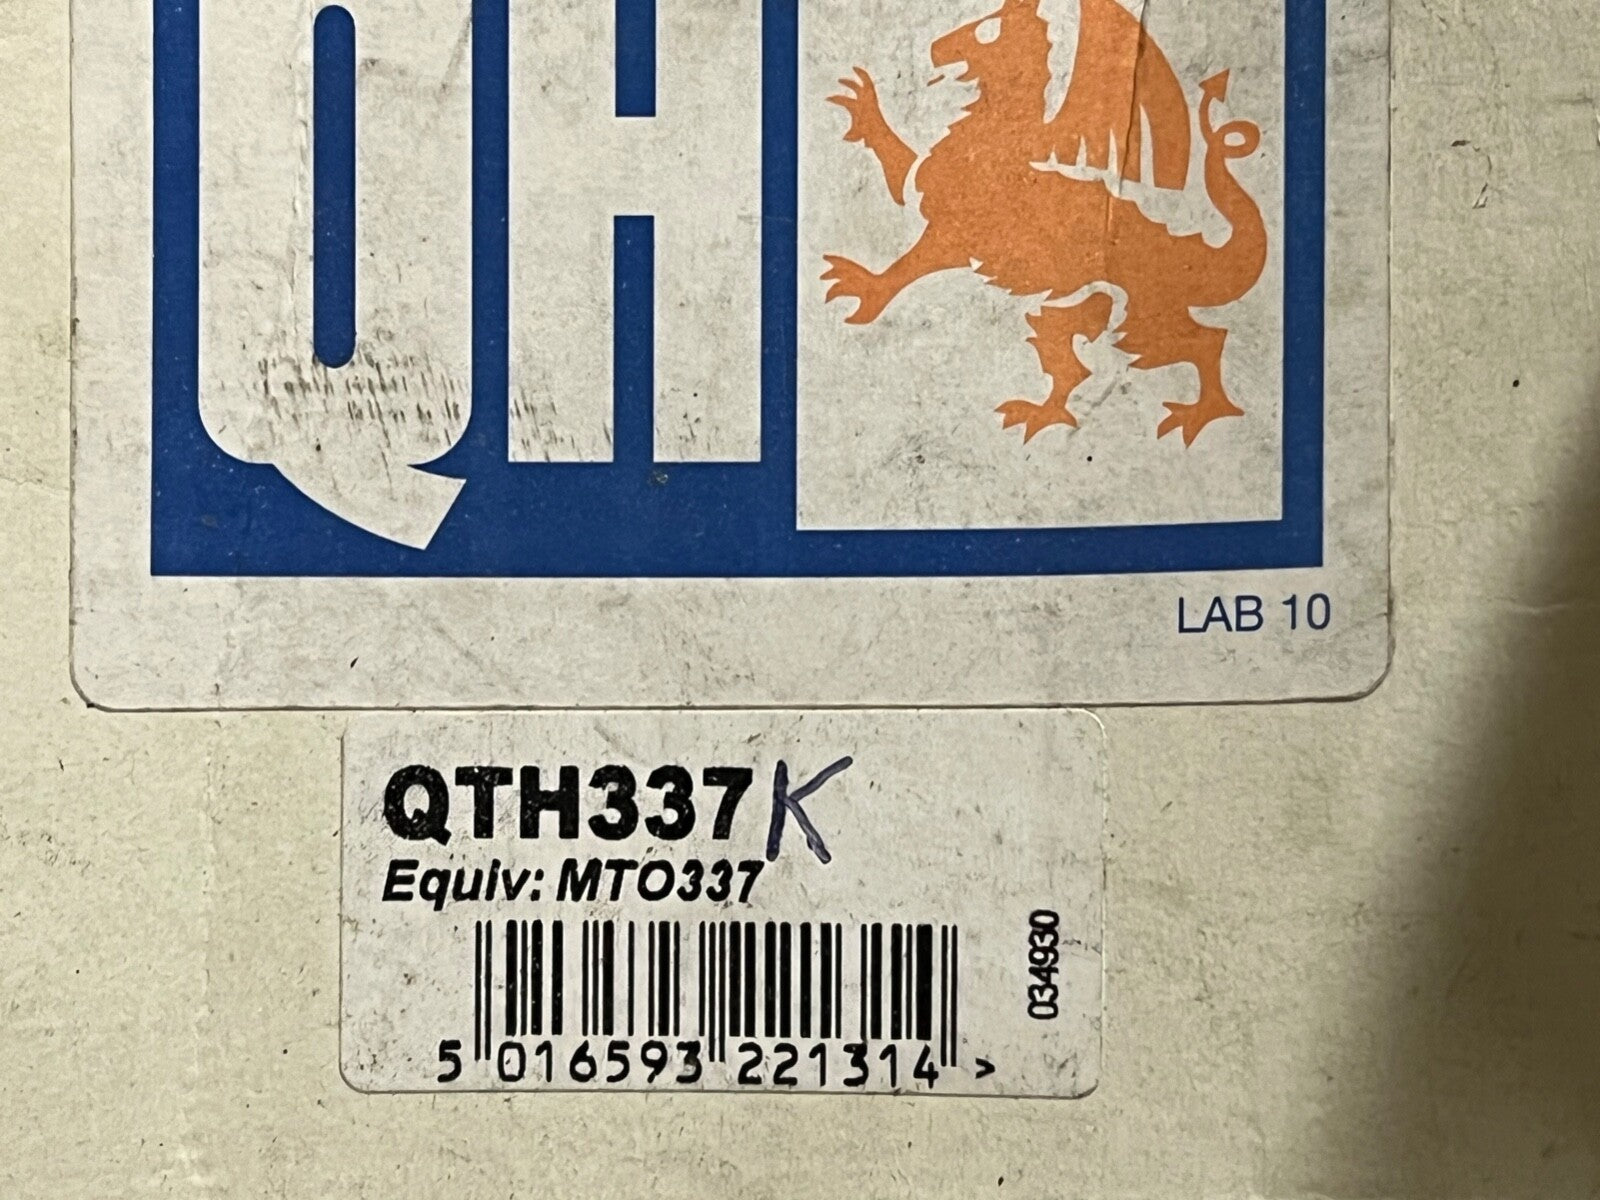 QH
LAB 10
QTH337K
Equiv: MTO337
034930
5 016593 221314 >